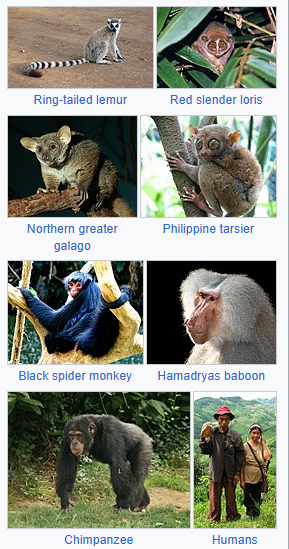 Ring-tailed lemur
Red slender loris
Northern greater
galago
Philippine tarsier
Black spider monkey
Hamadryas baboon
Chimpanzee
Humans